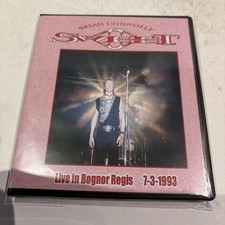 BRIAN CONNOLLY
SWEET
Live in Bognor Regis 7-3-1993